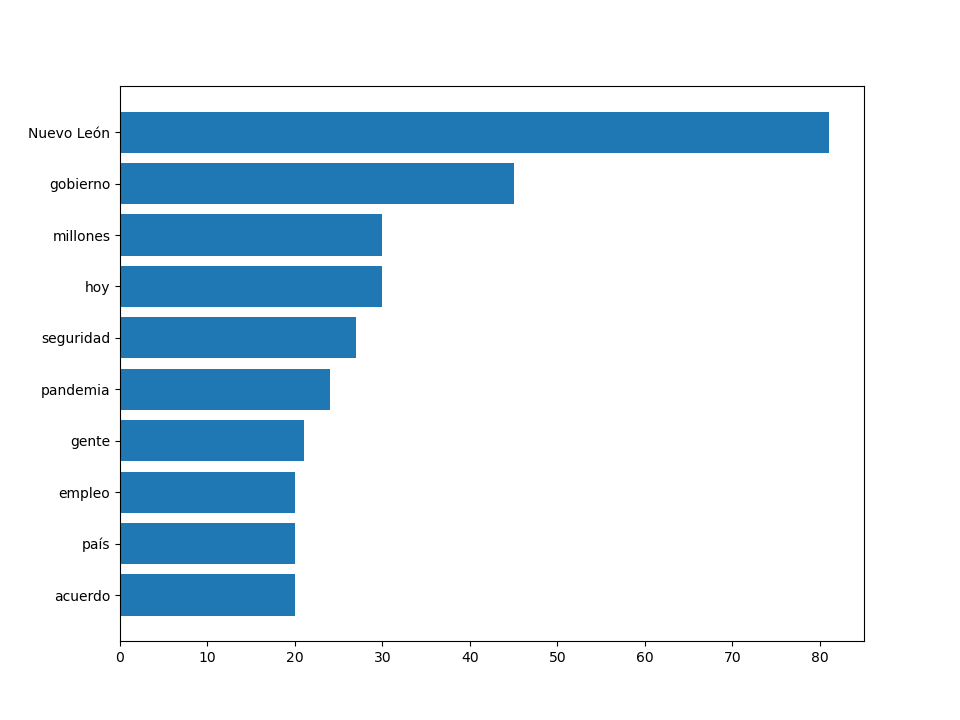 Nuevo León
gobierno
millones
hoy
seguridad
pandemia
gente
empleo
país
acuerdo
0 10 20 30 40 50 60 70 80